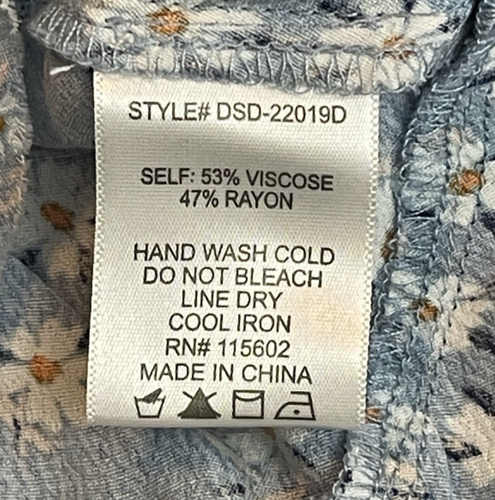 STYLE# DSD-22019D
SELF: 53% VISCOSE
47% RAYON
HAND WASH COLD
DO NOT BLEACH
LINE DRY
COOL IRON
RN# 115602
MADE IN CHINA